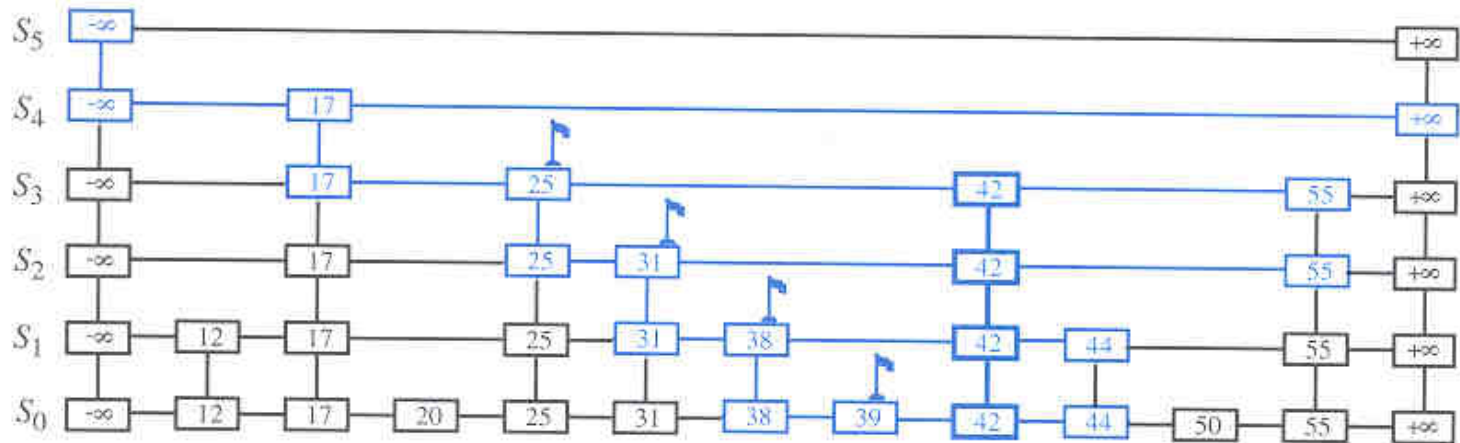 S5 -∞ +∞
S4 -∞ 17 +∞
S3 -∞ 17 25 42 55 +∞
S2 -∞ 17 25 31 42 55 +∞
S1 -∞ 12 17 25 31 38 42 44 55 +∞
S0 -∞ 12 17 20 25 31 38 39 42 44 50 55 +∞